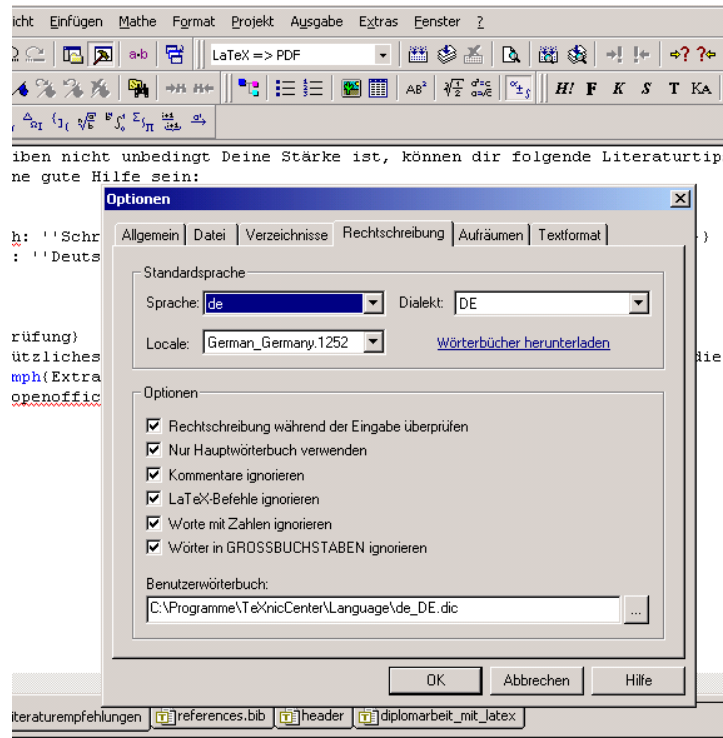 icht Einfügen Mathe Format Projekt Ausgabe Extras Fenster ?
a•b LaTeX => PDF
AB² H! F K S T KA
iben nicht unbedingt Deine Stärke ist, können dir folgende Literaturtip
ne gute Hilfe sein:
Optionen
h: ''Schr
Allgemein Datei Verzeichnisse Rechtschreibung Aufräumen Textformat
}
: ''Deuts
Standardsprache
Sprache: de Dialekt: DE
rüfung}
Locale: German_Germany.1252 Wörterbücher herunterladen
ützliches
die
mph{Extra
openoffic
Optionen
Rechtschreibung während der Eingabe überprüfen
Nur Hauptwörterbuch verwenden
Kommentare ignorieren
LaTeX-Befehle ignorieren
Worte mit Zahlen ignorieren
Wörter in GROSSBUCHSTABEN ignorieren
Benutzerwörterbuch:
C:\Programme\TeXnicCenter\Language\de_DE.dic ...
OK Abbrechen Hilfe
iteraturempfehlungen references.bib header diplomarbeit_mit_latex